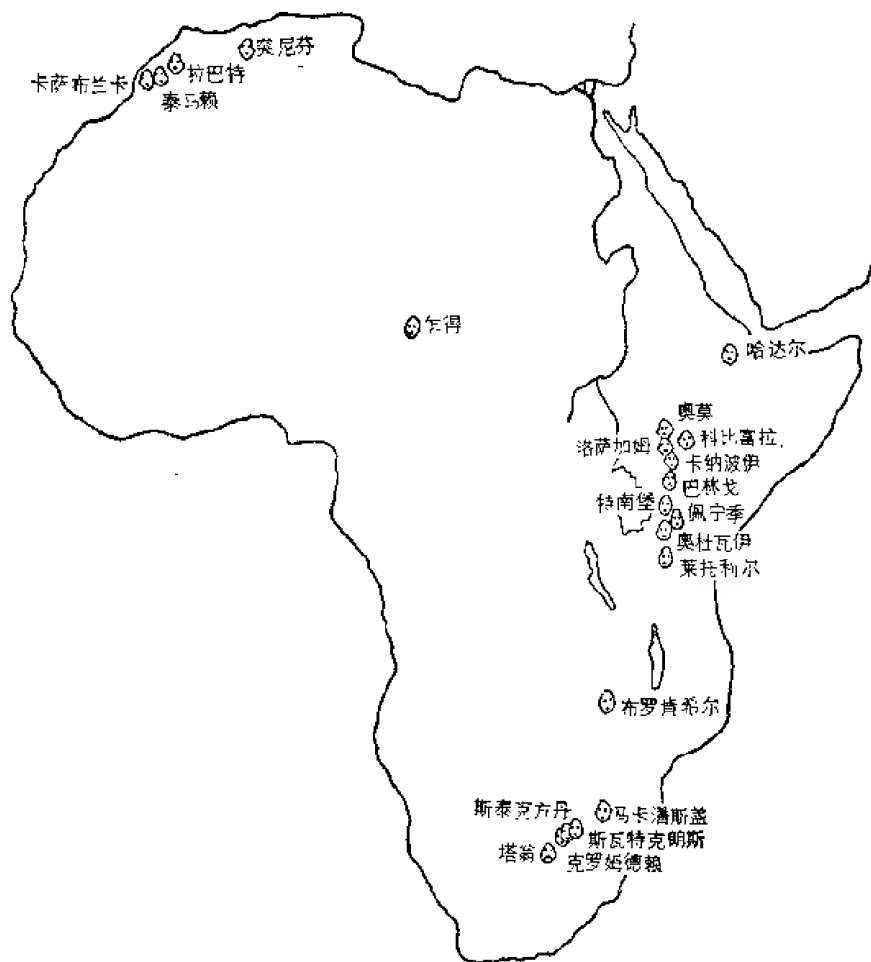 突尼芬
拉巴特
卡萨布兰卡
泰马赖
乍得
哈达尔
奥莫
科比富拉
洛萨加姆
卡纳波伊
巴林戈
特南堡
佩宁季
奥杜瓦伊
莱托利尔
布罗肯希尔
斯泰克方丹
马卡潘斯盖
斯瓦特克朗斯
塔翁
克罗姆德赖